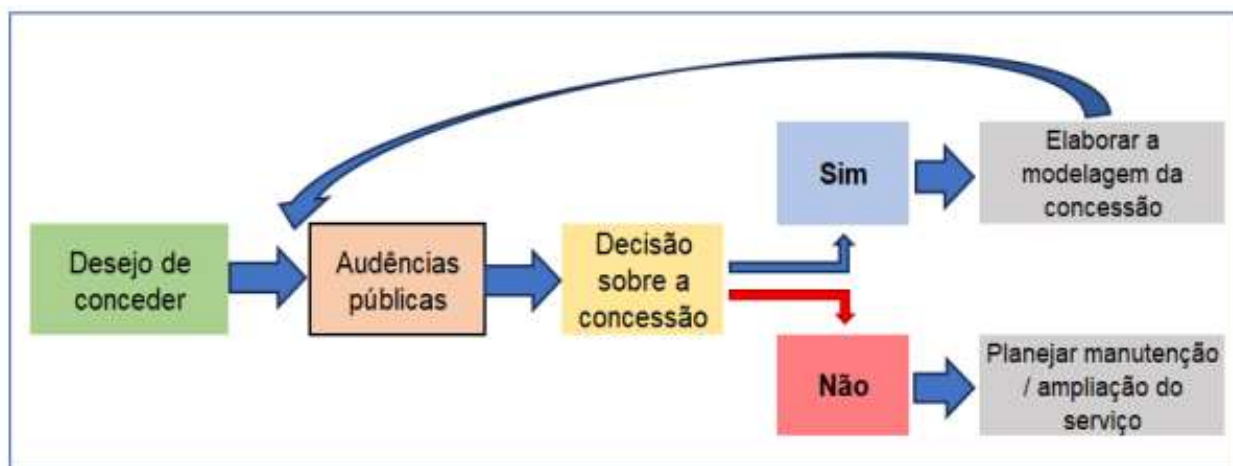 Desejo de
conceder
Audências
públicas
Decisão
sobre a
concessão
Sim
Elaborar a
modelagem da
concessão
Não
Planejar manutenção
/ ampliação do
serviço